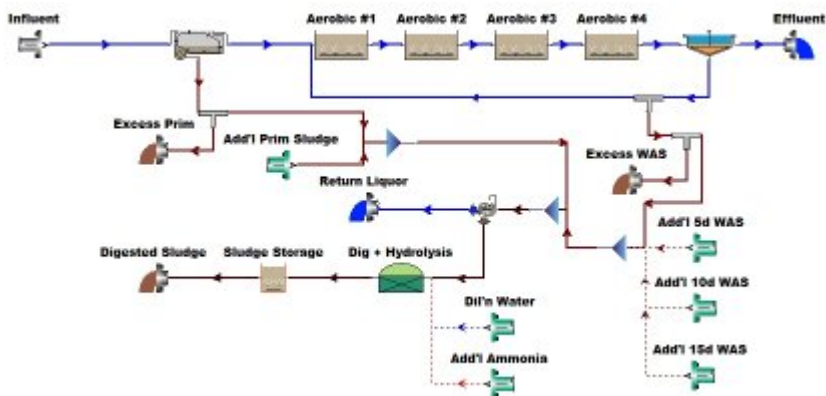 Influent
Aerobic #1
Aerobic #2
Aerobic #3
Aerobic #4
Effluent
Excess Prim
Add'l Prim Sludge
Excess WAS
Return Liquor
Add'l 5d WAS
Digested Sludge
Sludge Storage
Dig + Hydrolysis
Add'l 10d WAS
Dil'n Water
Add'l 15d WAS
Add'l Ammonia